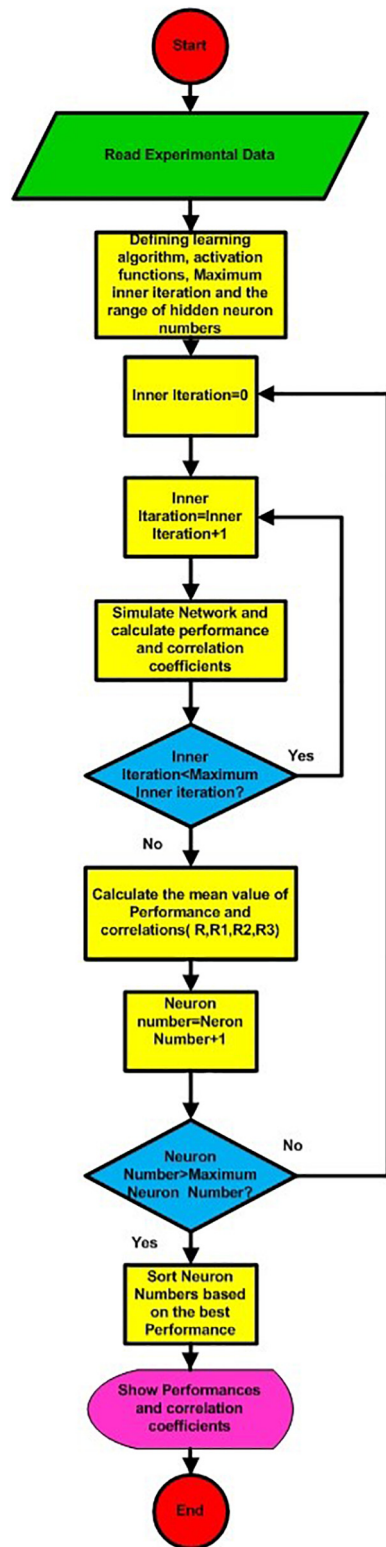 Start
Read Experimental Data
Defining learning
algorithm, activation
functions, Maximum
inner iteration and the
range of hidden neuron
numbers
Inner Iteration=0
Inner
Itaration=Inner
Iteration+1
Simulate Network and
calculate performance
and correlation
coefficients
Inner
Iteration<Maximum
Inner iteration?
Yes
No
Calculate the mean value of
Performance and
correlations( R,R1,R2,R3)
Neuron
number=Neron
Number+1
Neuron
Number>Maximum
Neuron Number?
No
Yes
Sort Neuron
Numbers based
on the best
Performance
Show Performances
and correlation
coefficients
End